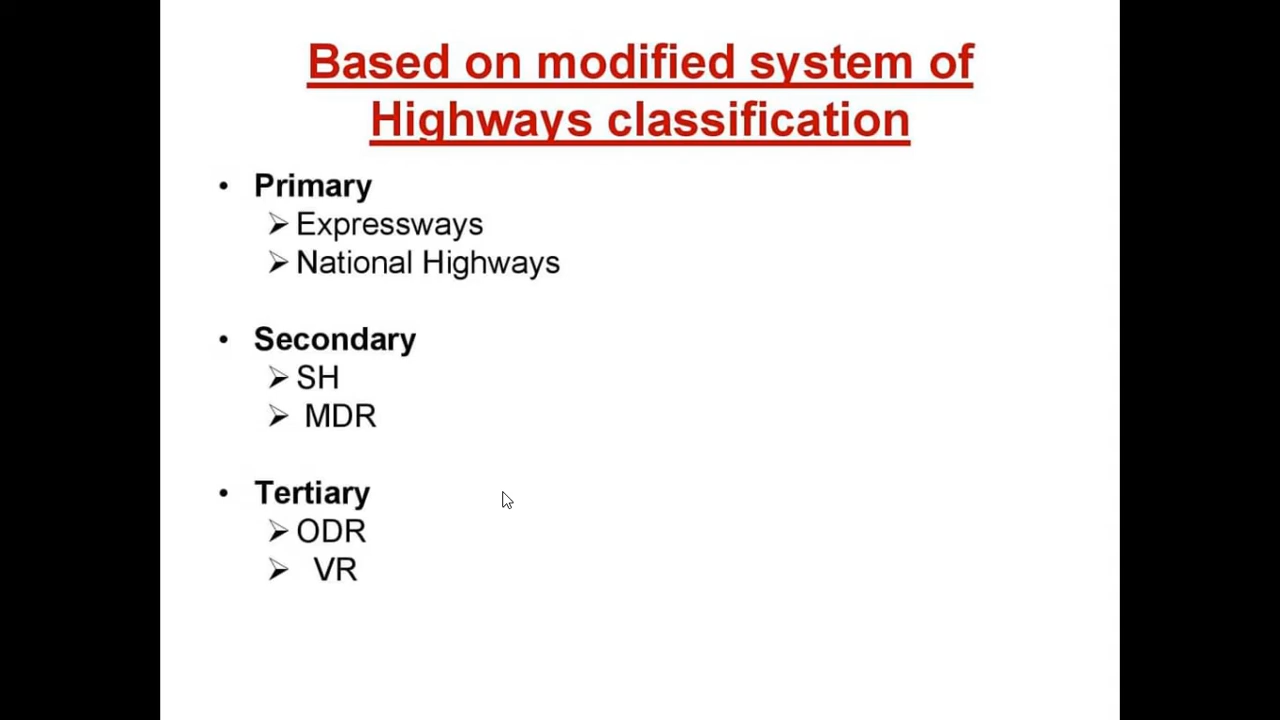 Based on modified system of
Highways classification
• Primary
➢ Expressways
➢ National Highways
• Secondary
➢ SH
➢ MDR
• Tertiary
➢ ODR
➢ VR